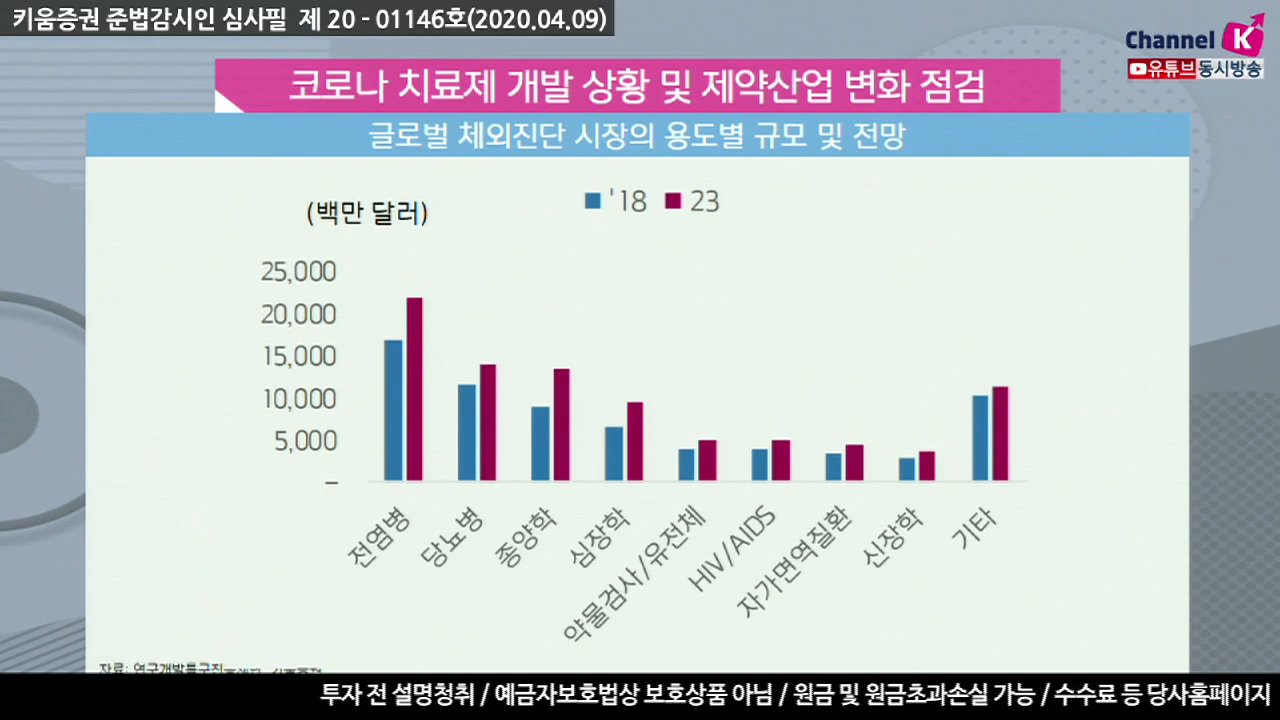 키움증권 준법감시인 심사필 제 20 - 01146호(2020.04.09)
Channel K
유튜브동시방송
코로나 치료제 개발 상황 및 제약산업 변화 점검
글로벌 체외진단 시장의 용도별 규모 및 전망
'18 23
(백만 달러)
25,000
20,000
15,000
10,000
5,000
–
전염병
당뇨병
종양학
심장학
약물검사/유전체
HIV/AIDS
자가면역질환
신장학
기타
자료:
투자 전 설명청취 / 예금자보호법상 보호상품 아님 / 원금 및 원금초과손실 가능 / 수수료 등 당사홈페이지